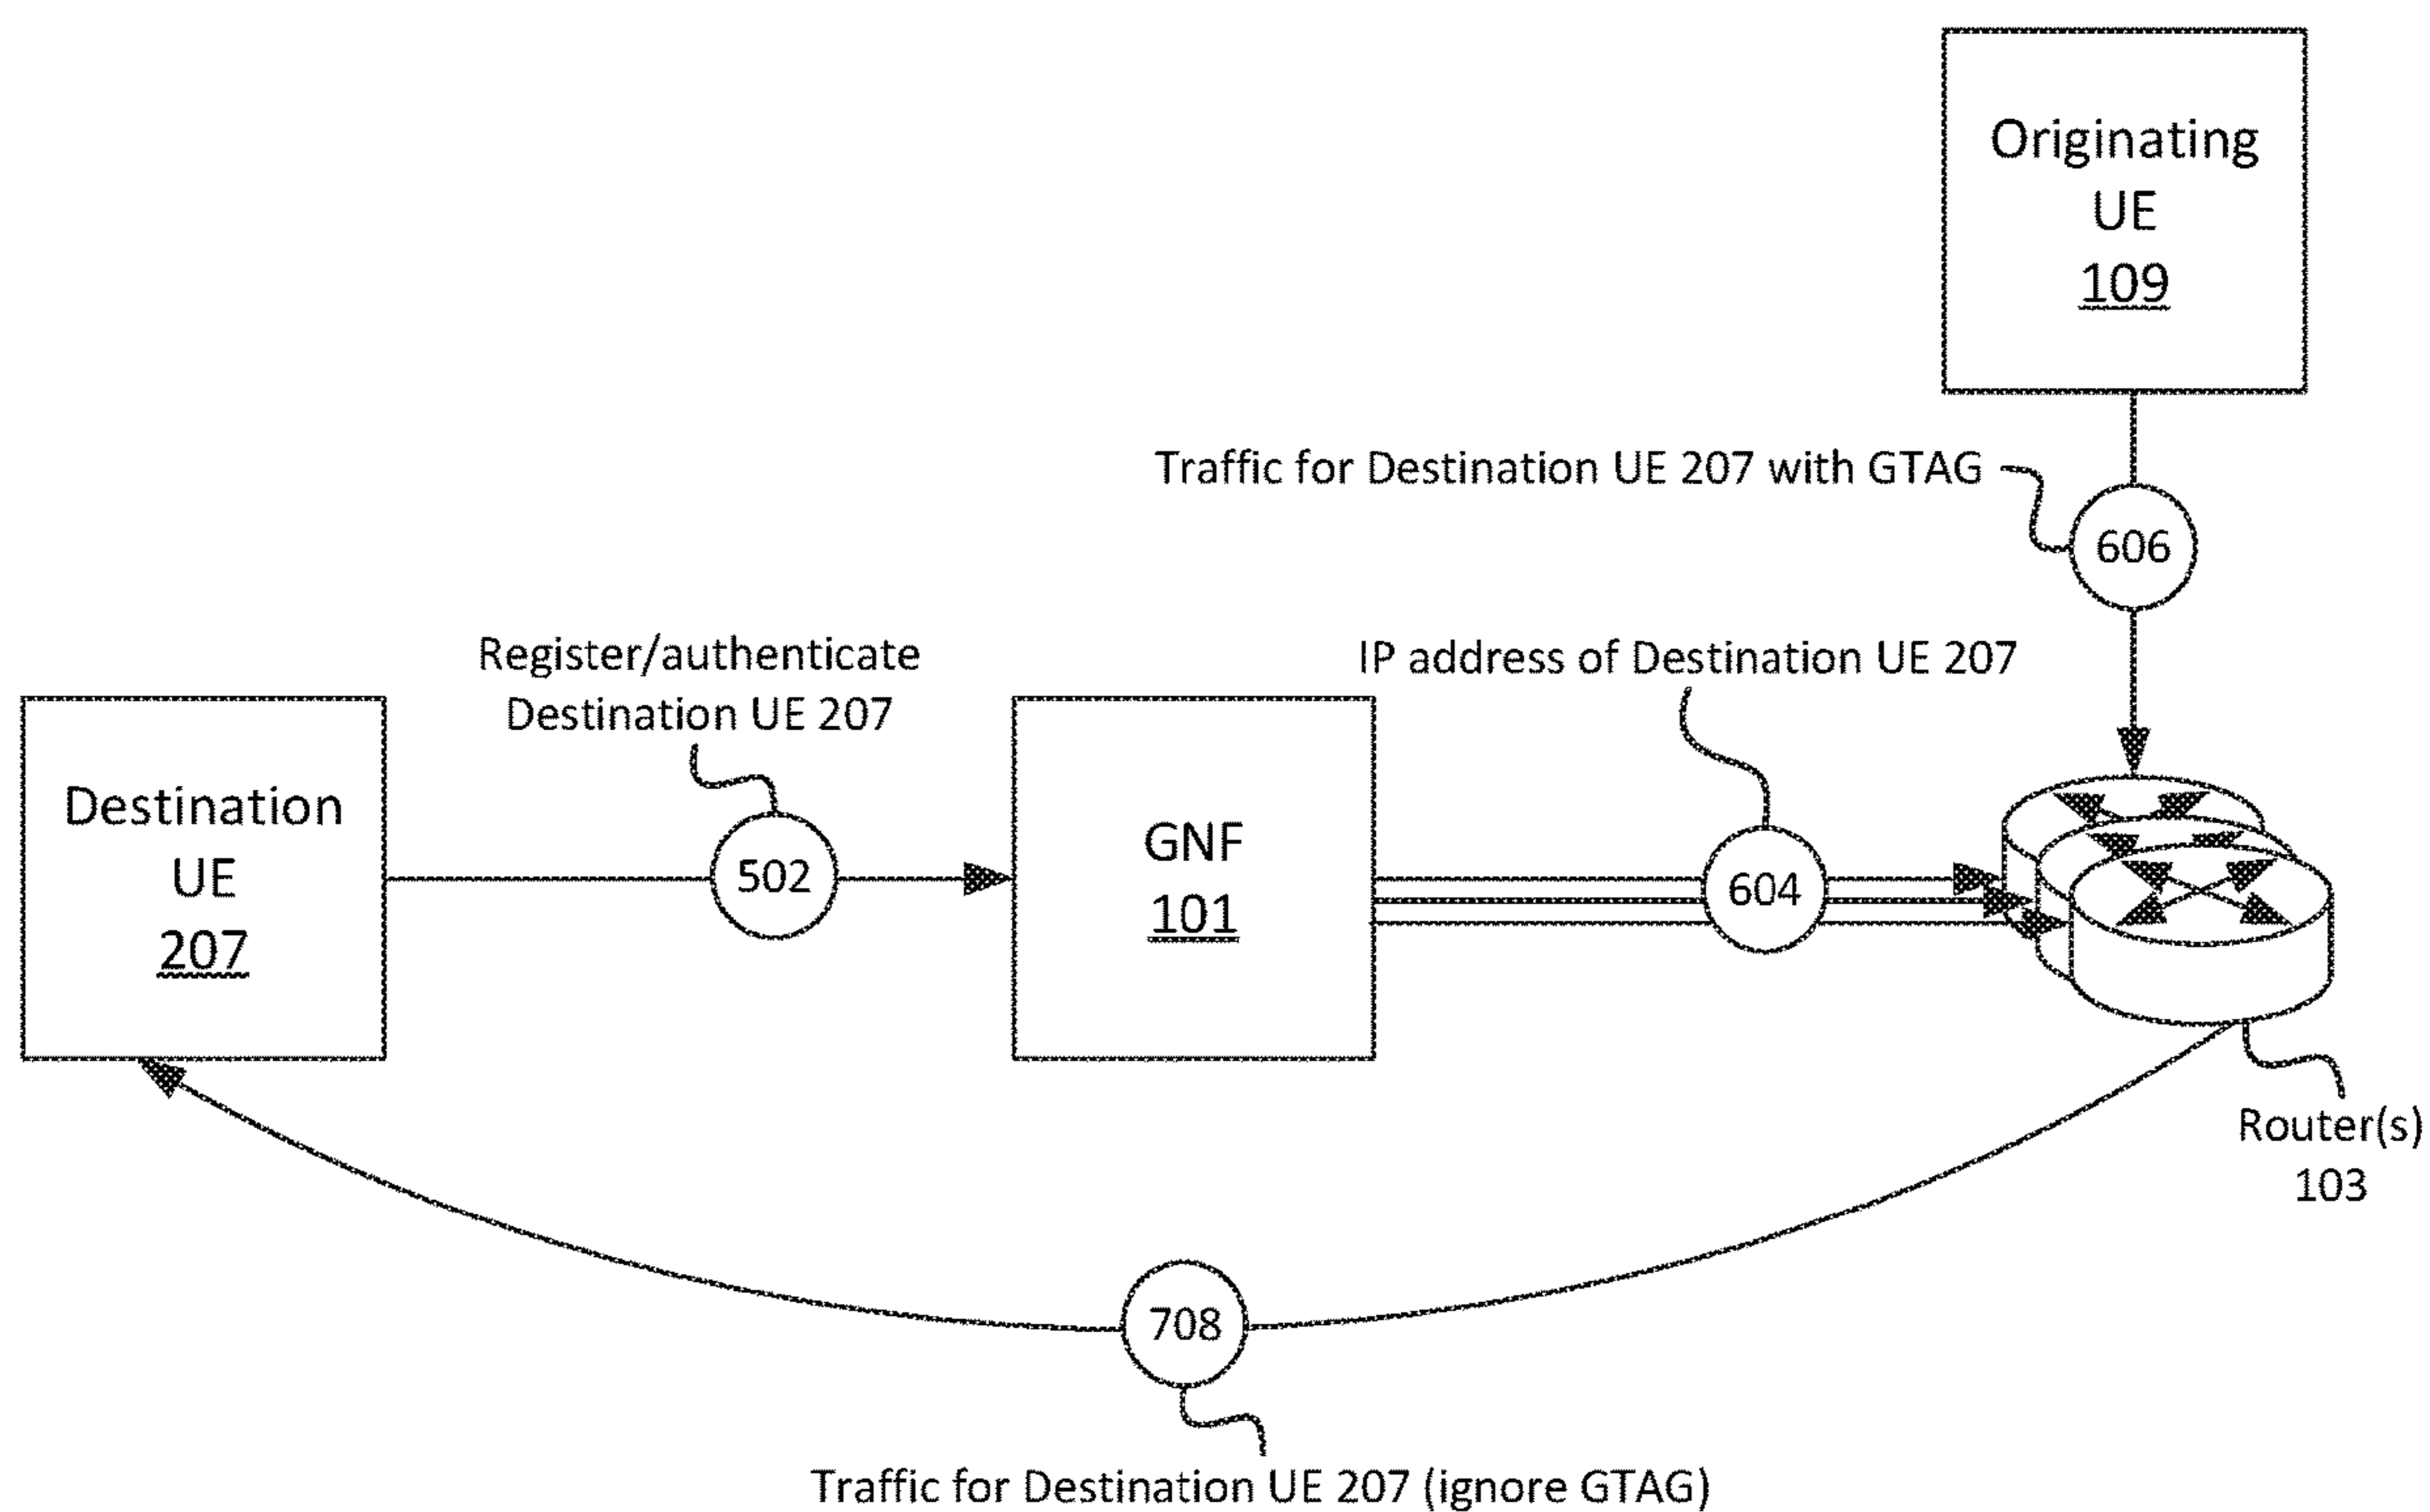 Originating
UE
109
Traffic for Destination UE 207 with GTAG
606
Register/authenticate
Destination UE 207
IP address of Destination UE 207
Destination
UE
207
502
GNF
101
604
Router(s)
103
708
Traffic for Destination UE 207 (ignore GTAG)